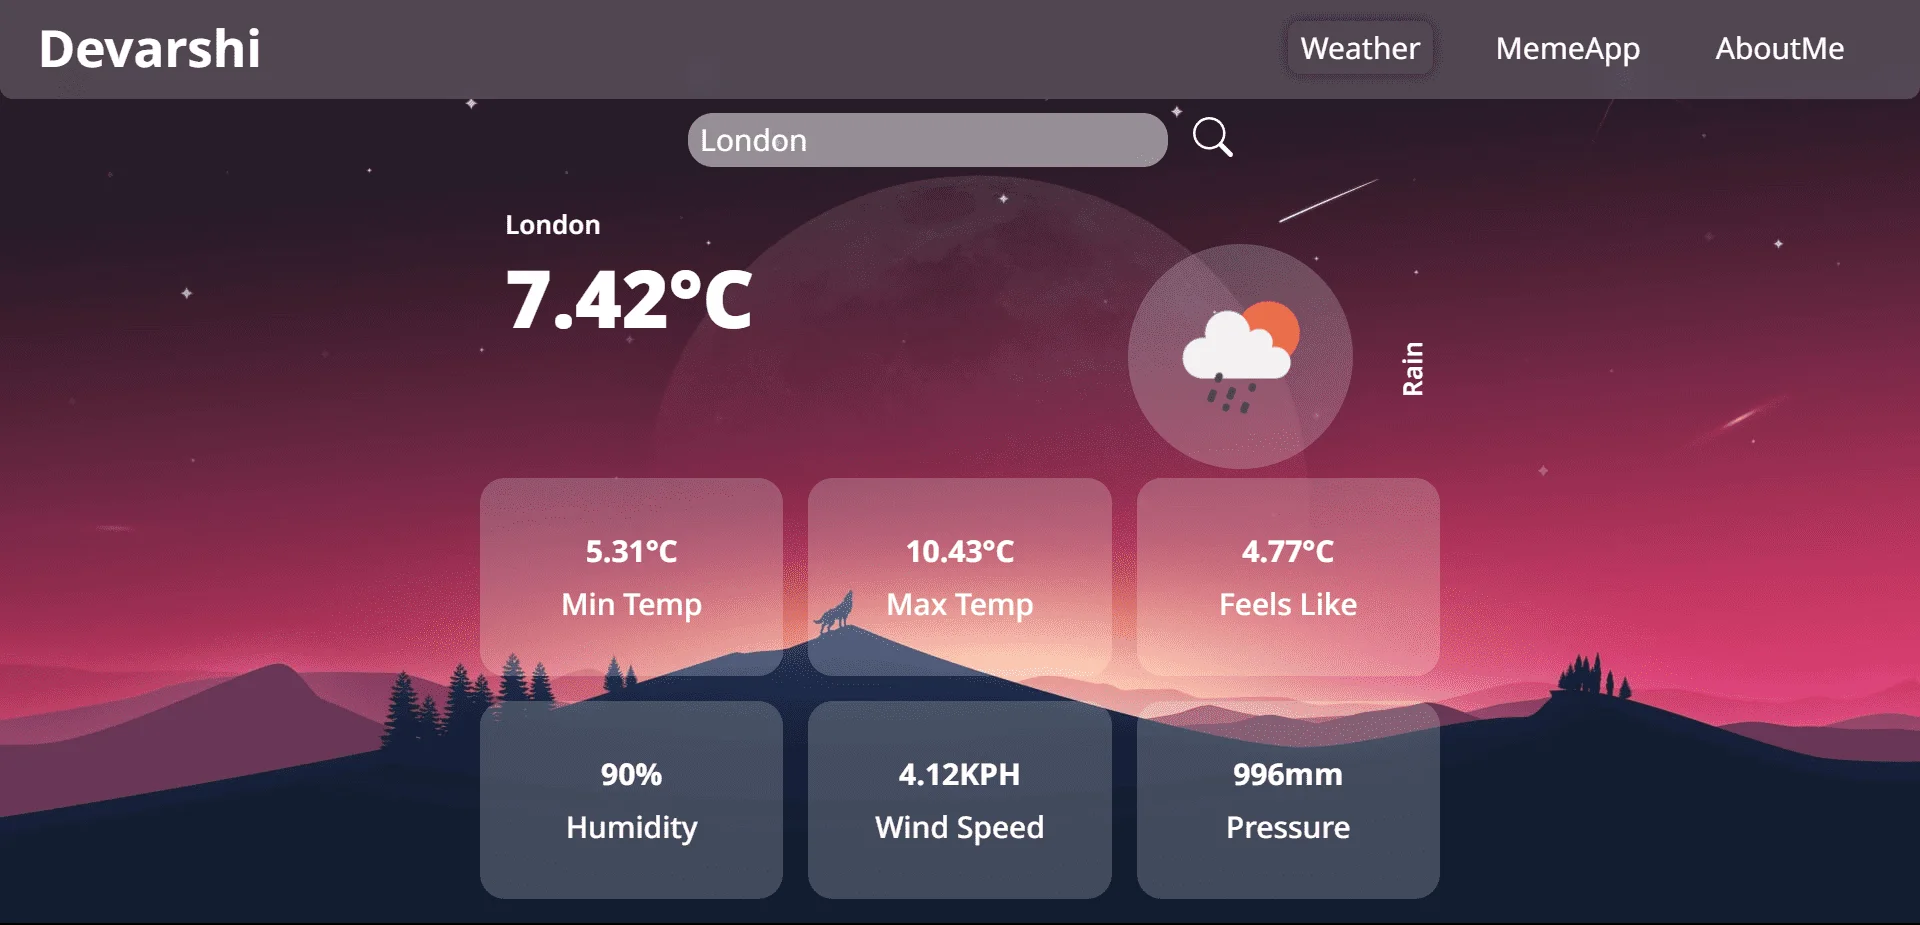 Devarshi
Weather
MemeApp
AboutMe
London
London
7.42°C
Rain
5.31°C
Min Temp
10.43°C
Max Temp
4.77°C
Feels Like
90%
Humidity
4.12KPH
Wind Speed
996mm
Pressure